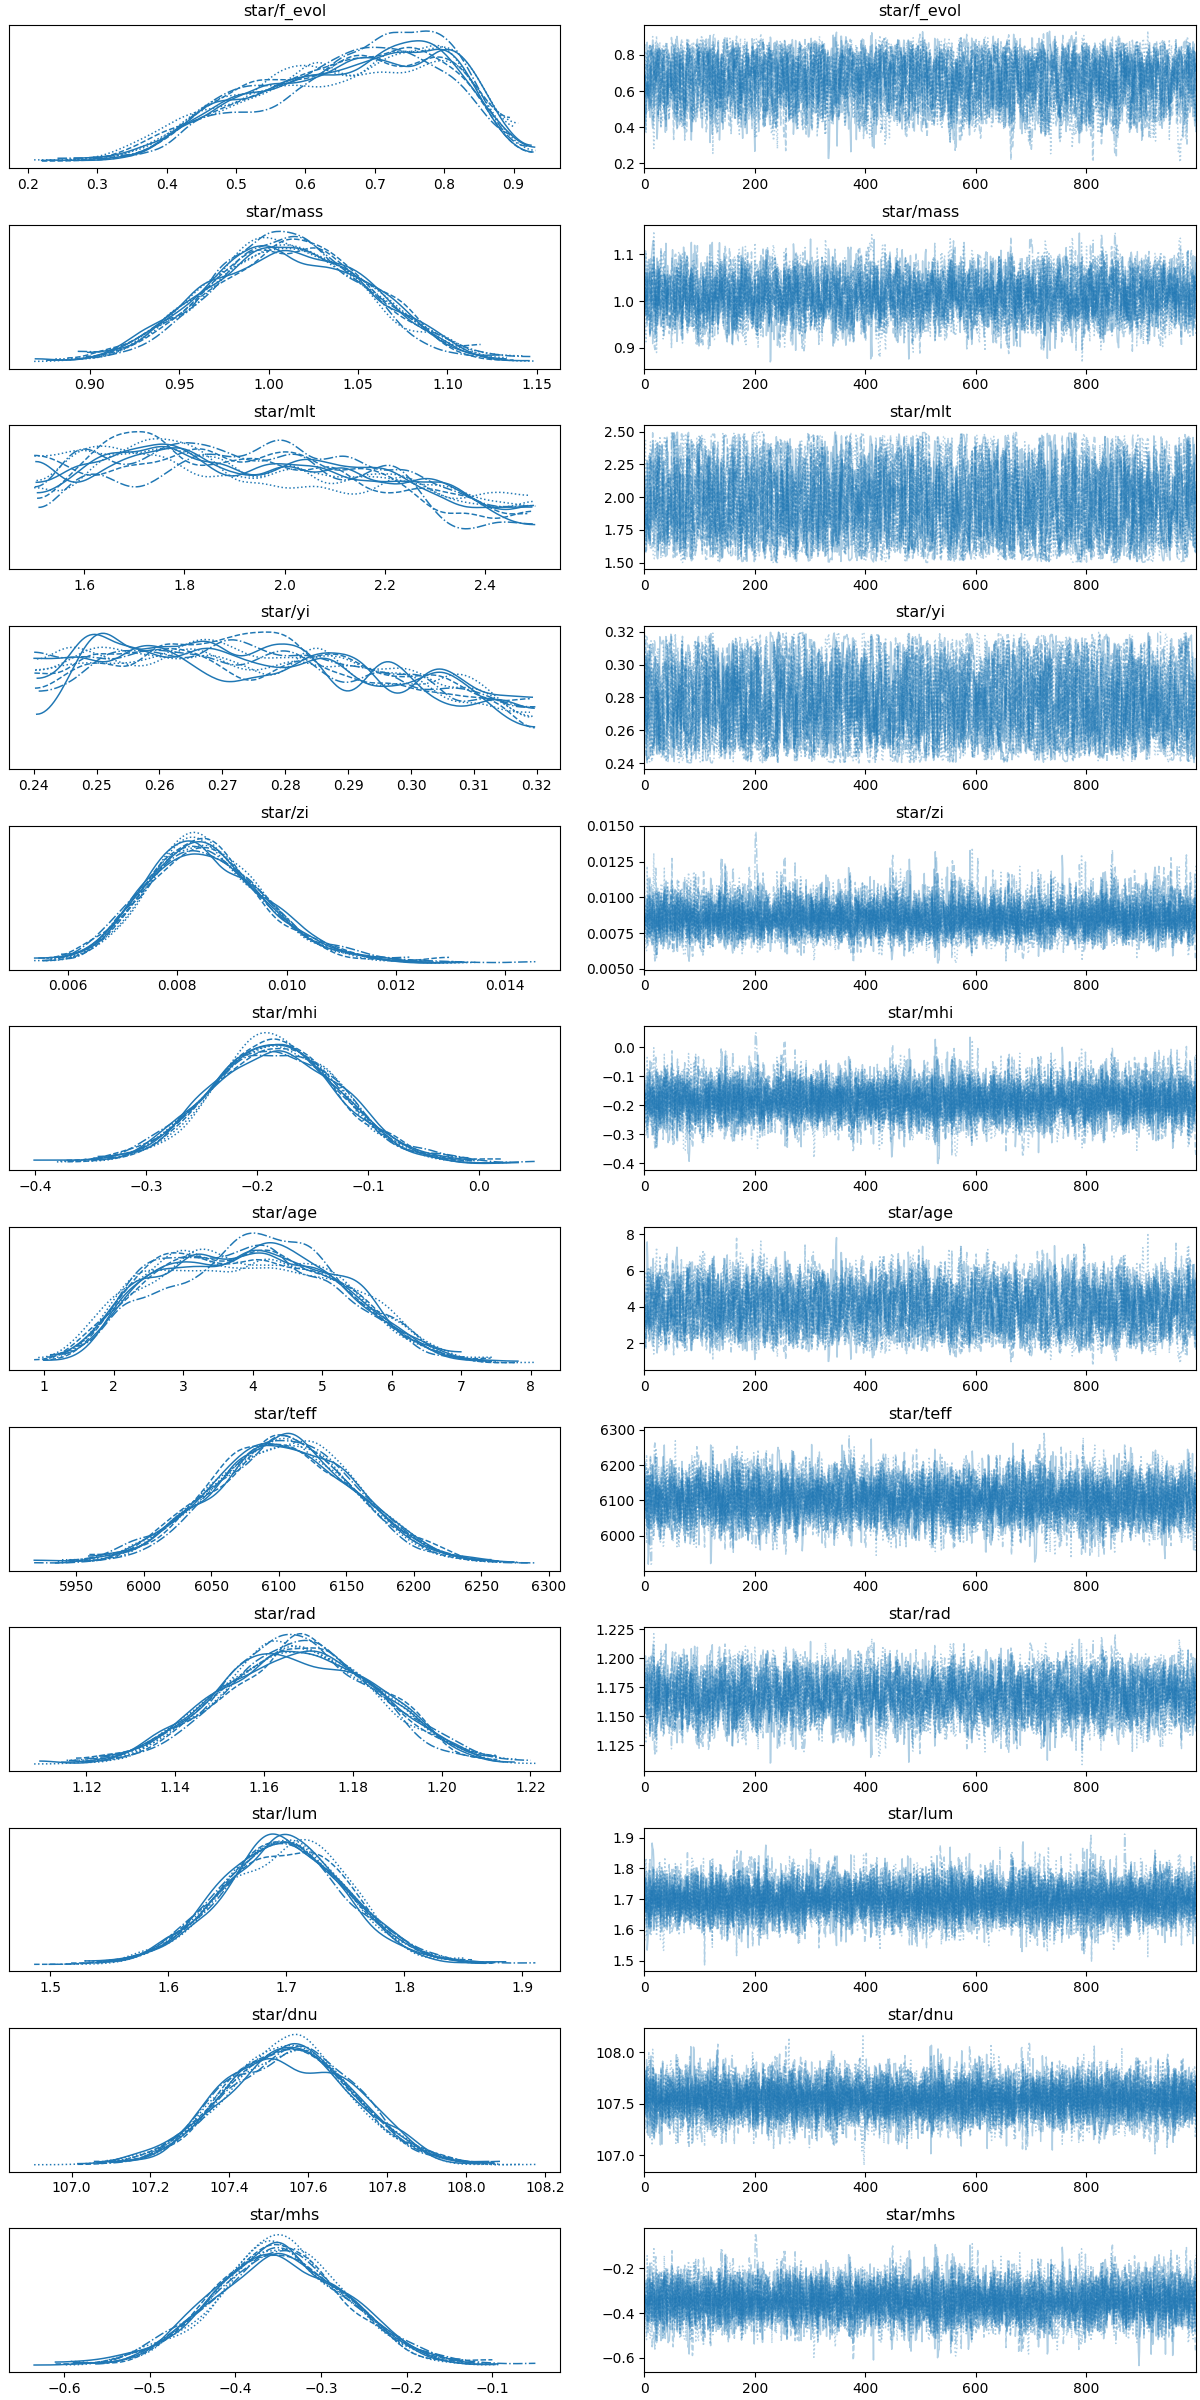 star/f_evol star/f_evol
0.8
0.6
0.4
0.2
0.2 0.3 0.4 0.5 0.6 0.7 0.8 0.9 0 200 400 600 800
star/mass star/mass
1.1
1.0
0.9
0.90 0.95 1.00 1.05 1.10 1.15 0 200 400 600 800
star/mlt star/mlt
2.50
2.25
2.00
1.75
1.50
1.6 1.8 2.0 2.2 2.4 0 200 400 600 800
star/yi star/yi
0.32
0.30
0.28
0.26
0.24
0.24 0.25 0.26 0.27 0.28 0.29 0.30 0.31 0.32 0 200 400 600 800
star/zi star/zi
0.0150
0.0125
0.0100
0.0075
0.0050
0.006 0.008 0.010 0.012 0.014 0 200 400 600 800
star/mhi star/mhi
0.0
−0.1
−0.2
−0.3
−0.4
−0.4 −0.3 −0.2 −0.1 0.0 0 200 400 600 800
star/age star/age
8
6
4
2
1 2 3 4 5 6 7 8 0 200 400 600 800
star/teff star/teff
6300
6200
6100
6000
5950 6000 6050 6100 6150 6200 6250 6300 0 200 400 600 800
star/rad star/rad
1.225
1.200
1.175
1.150
1.125
1.12 1.14 1.16 1.18 1.20 1.22 0 200 400 600 800
star/lum star/lum
1.9
1.8
1.7
1.6
1.5
1.5 1.6 1.7 1.8 1.9 0 200 400 600 800
star/dnu star/dnu
108.0
107.5
107.0
107.0 107.2 107.4 107.6 107.8 108.0 108.2 0 200 400 600 800
star/mhs star/mhs
−0.2
−0.4
−0.6
−0.6 −0.5 −0.4 −0.3 −0.2 −0.1 0 200 400 600 800